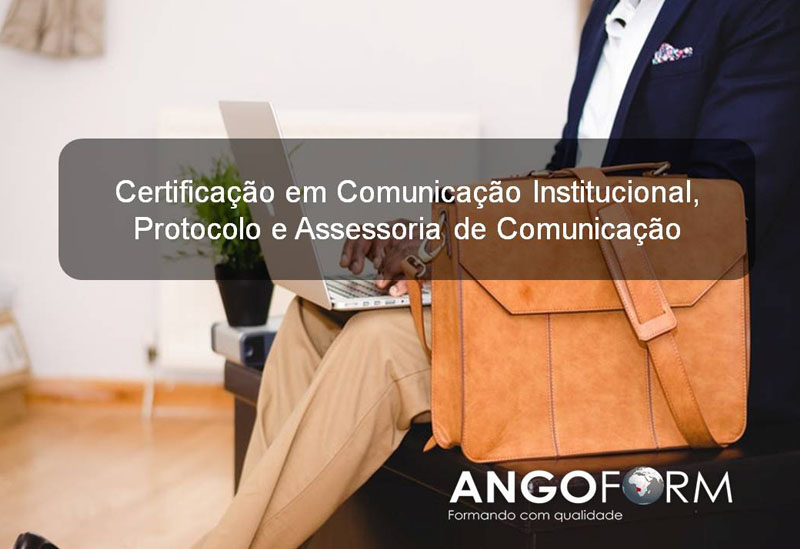 Certificação em Comunicação Institucional,
Protocolo e Assessoria de Comunicação
ANGOFORM
Formando com qualidade